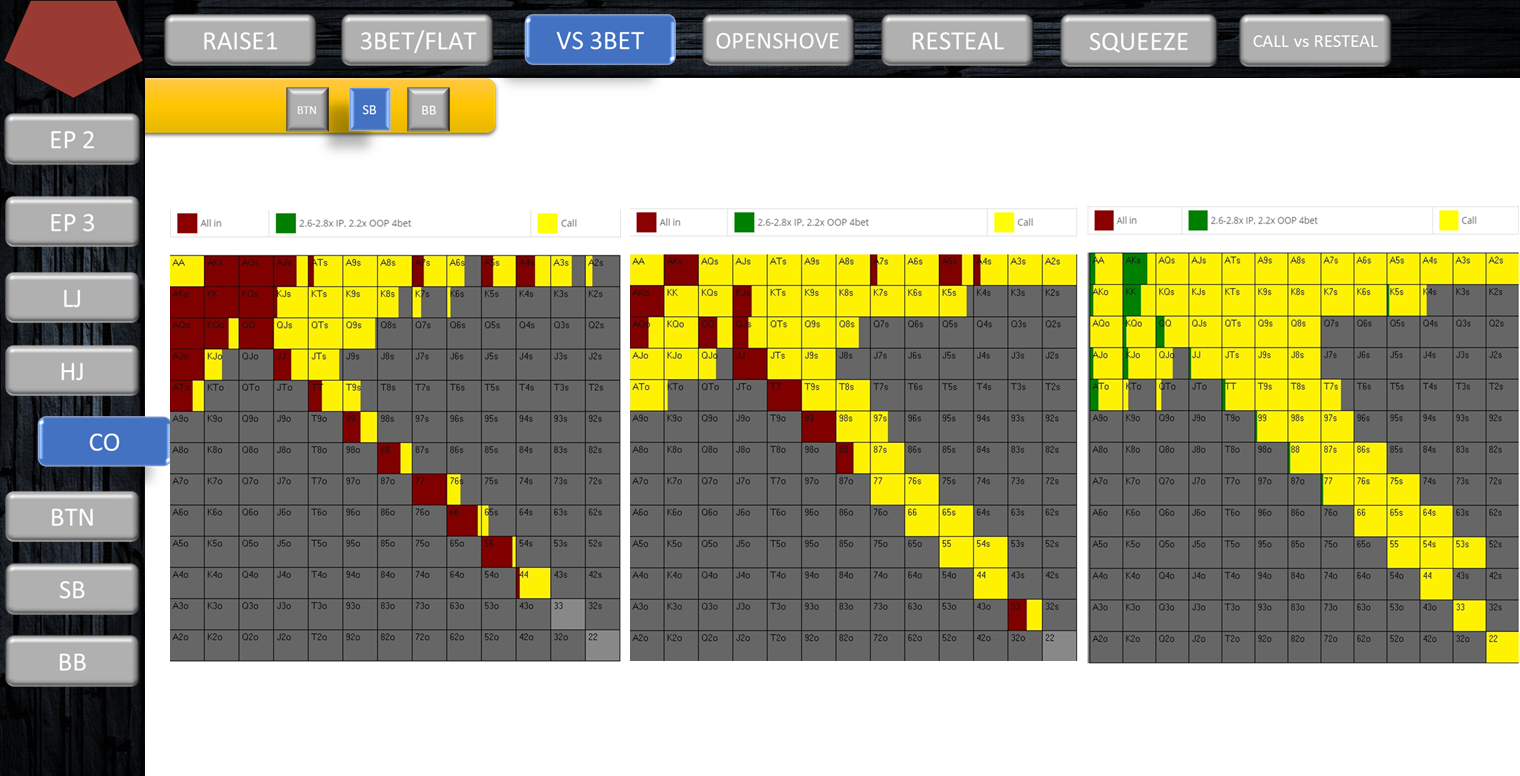 RAISE1
3BET/FLAT
VS 3BET
OPENSHOVE
RESTEAL
SQUEEZE
CALL vs RESTEAL
BTN
SB
BB
EP 2
EP 3
LJ
HJ
CO
BTN
SB
BB
All in 2.6-2.8x IP, 2.2x OOP 4bet Call
AA AKs AQs AJs ATs A9s A8s A7s A6s A5s A4s A3s A2s
AKo KK KQs KJs KTs K9s K8s K7s K6s K5s K4s K3s K2s
AQo KQo QQ QJs QTs Q9s Q8s Q7s Q6s Q5s Q4s Q3s Q2s
AJo KJo QJo JJ JTs J9s J8s J7s J6s J5s J4s J3s J2s
ATo KTo QTo JTo TT T9s T8s T7s T6s T5s T4s T3s T2s
A9o K9o Q9o J9o T9o 99 98s 97s 96s 95s 94s 93s 92s
A8o K8o Q8o J8o T8o 98o 88 87s 86s 85s 84s 83s 82s
A7o K7o Q7o J7o T7o 97o 87o 77 76s 75s 74s 73s 72s
A6o K6o Q6o J6o T6o 96o 86o 76o 66 65s 64s 63s 62s
A5o K5o Q5o J5o T5o 95o 85o 75o 65o 55 54s 53s 52s
A4o K4o Q4o J4o T4o 94o 84o 74o 64o 54o 44 43s 42s
A3o K3o Q3o J3o T3o 93o 83o 73o 63o 53o 43o 33 32s
A2o K2o Q2o J2o T2o 92o 82o 72o 62o 52o 42o 32o 22
All in 2.6-2.8x IP, 2.2x OOP 4bet Call
AA AKs AQs AJs ATs A9s A8s A7s A6s A5s A4s A3s A2s
AKo KK KQs KJs KTs K9s K8s K7s K6s K5s K4s K3s K2s
AQo KQo QQ QJs QTs Q9s Q8s Q7s Q6s Q5s Q4s Q3s Q2s
AJo KJo QJo JJ JTs J9s J8s J7s J6s J5s J4s J3s J2s
ATo KTo QTo JTo TT T9s T8s T7s T6s T5s T4s T3s T2s
A9o K9o Q9o J9o T9o 99 98s 97s 96s 95s 94s 93s 92s
A8o K8o Q8o J8o T8o 98o 88 87s 86s 85s 84s 83s 82s
A7o K7o Q7o J7o T7o 97o 87o 77 76s 75s 74s 73s 72s
A6o K6o Q6o J6o T6o 96o 86o 76o 66 65s 64s 63s 62s
A5o K5o Q5o J5o T5o 95o 85o 75o 65o 55 54s 53s 52s
A4o K4o Q4o J4o T4o 94o 84o 74o 64o 54o 44 43s 42s
A3o K3o Q3o J3o T3o 93o 83o 73o 63o 53o 43o 33 32s
A2o K2o Q2o J2o T2o 92o 82o 72o 62o 52o 42o 32o 22
All in 2.6-2.8x IP, 2.2x OOP 4bet Call
AA AKs AQs AJs ATs A9s A8s A7s A6s A5s A4s A3s A2s
AKo KK KQs KJs KTs K9s K8s K7s K6s K5s K4s K3s K2s
AQo KQo QQ QJs QTs Q9s Q8s Q7s Q6s Q5s Q4s Q3s Q2s
AJo KJo QJo JJ JTs J9s J8s J7s J6s J5s J4s J3s J2s
ATo KTo QTo JTo TT T9s T8s T7s T6s T5s T4s T3s T2s
A9o K9o Q9o J9o T9o 99 98s 97s 96s 95s 94s 93s 92s
A8o K8o Q8o J8o T8o 98o 88 87s 86s 85s 84s 83s 82s
A7o K7o Q7o J7o T7o 97o 87o 77 76s 75s 74s 73s 72s
A6o K6o Q6o J6o T6o 96o 86o 76o 66 65s 64s 63s 62s
A5o K5o Q5o J5o T5o 95o 85o 75o 65o 55 54s 53s 52s
A4o K4o Q4o J4o T4o 94o 84o 74o 64o 54o 44 43s 42s
A3o K3o Q3o J3o T3o 93o 83o 73o 63o 53o 43o 33 32s
A2o K2o Q2o J2o T2o 92o 82o 72o 62o 52o 42o 32o 22